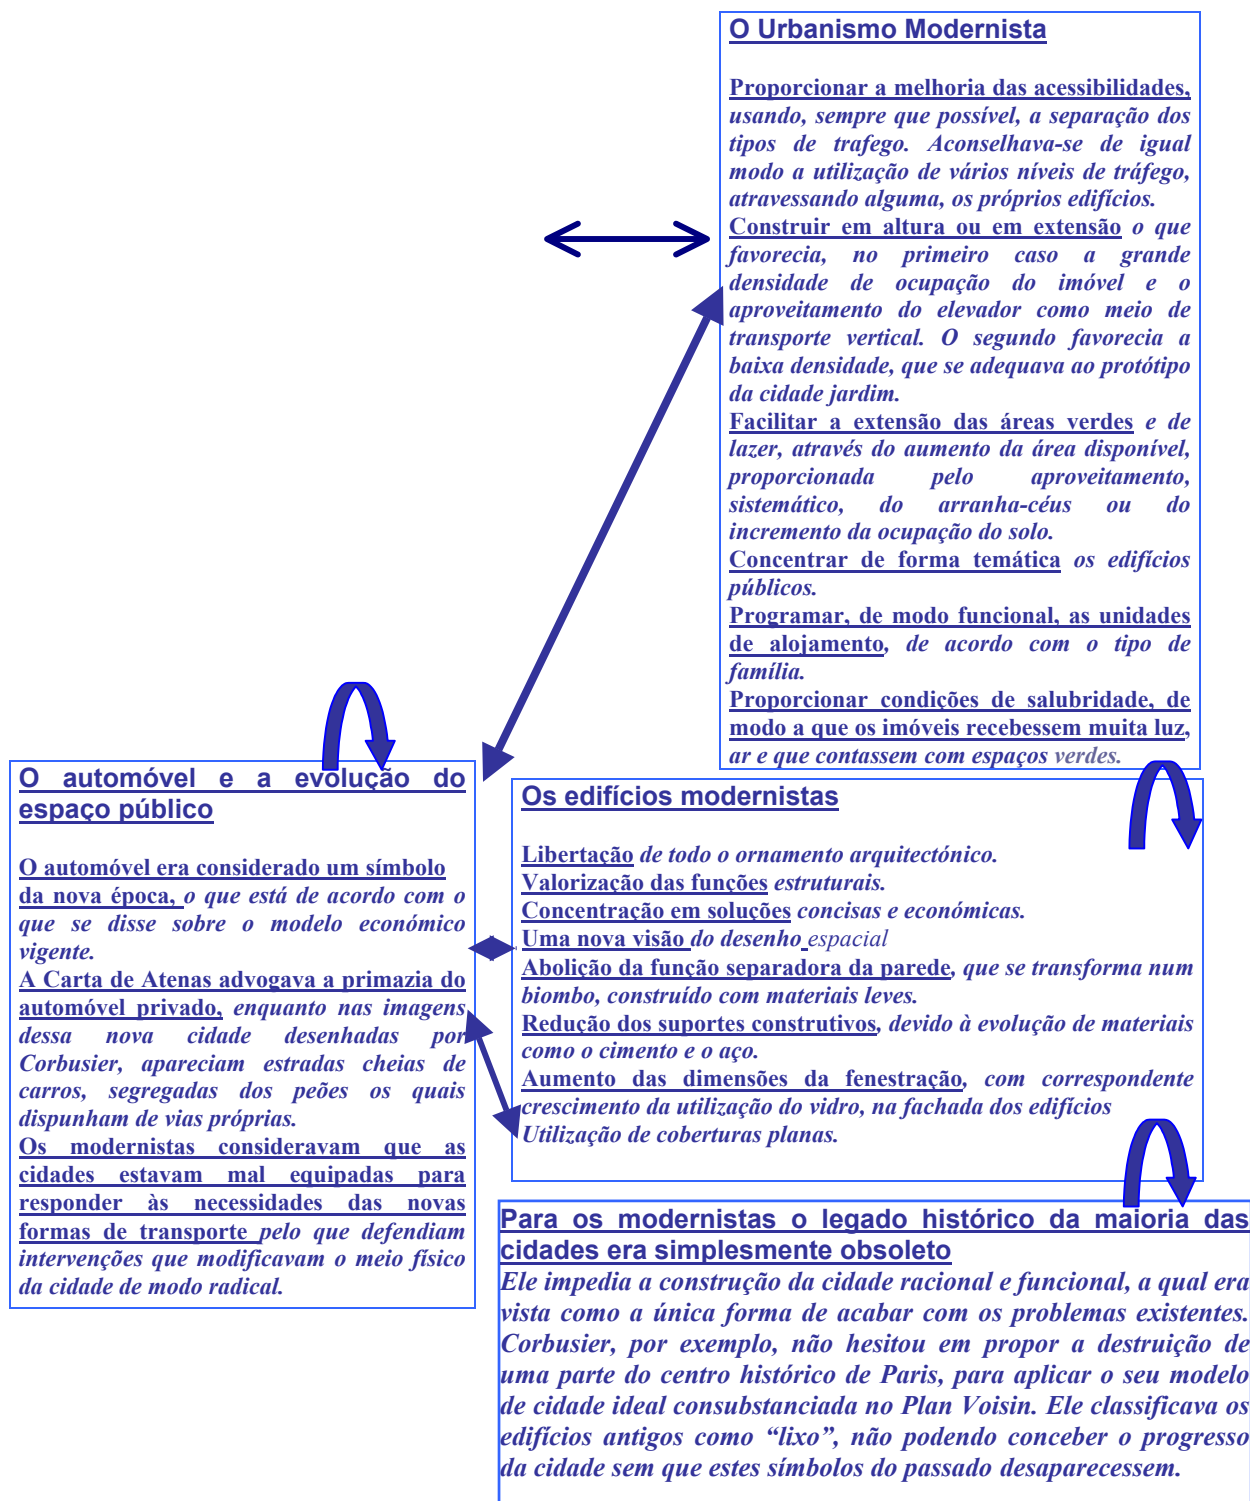 O Urbanismo Modernista
Proporcionar a melhoria das acessibilidades,
usando, sempre que possível, a separação dos
tipos de trafego. Aconselhava-se de igual
modo a utilização de vários níveis de tráfego,
atravessando alguma, os próprios edifícios.
Construir em altura ou em extensão o que
favorecia, no primeiro caso a grande
densidade de ocupação do imóvel e o
aproveitamento do elevador como meio de
transporte vertical. O segundo favorecia a
baixa densidade, que se adequava ao protótipo
da cidade jardim.
Facilitar a extensão das áreas verdes e de
lazer, através do aumento da área disponível,
proporcionada pelo aproveitamento,
sistemático, do arranha-céus ou do
incremento da ocupação do solo.
Concentrar de forma temática os edifícios
públicos.
Programar, de modo funcional, as unidades
de alojamento, de acordo com o tipo de
família.
Proporcionar condições de salubridade, de
modo a que os imóveis recebessem muita luz,
ar e que contassem com espaços verdes.
O automóvel e a evolução do
espaço público
O automóvel era considerado um símbolo
da nova época, o que está de acordo com o
que se disse sobre o modelo económico
vigente.
A Carta de Atenas advogava a primazia do
automóvel privado, enquanto nas imagens
dessa nova cidade desenhadas por
Corbusier, apareciam estradas cheias de
carros, segregadas dos peões os quais
dispunham de vias próprias.
Os modernistas consideravam que as
cidades estavam mal equipadas para
responder às necessidades das novas
formas de transporte pelo que defendiam
intervenções que modificavam o meio físico
da cidade de modo radical.
Os edifícios modernistas
Libertação de todo o ornamento arquitectónico.
Valorização das funções estruturais.
Concentração em soluções concisas e económicas.
Uma nova visão do desenho espacial
Abolição da função separadora da parede, que se transforma num
biombo, construído com materiais leves.
Redução dos suportes construtivos, devido à evolução de materiais
como o cimento e o aço.
Aumento das dimensões da fenestração, com correspondente
crescimento da utilização do vidro, na fachada dos edifícios
Utilização de coberturas planas.
Para os modernistas o legado histórico da maioria das
cidades era simplesmente obsoleto
Ele impedia a construção da cidade racional e funcional, a qual era
vista como a única forma de acabar com os problemas existentes.
Corbusier, por exemplo, não hesitou em propor a destruição de
uma parte do centro histórico de Paris, para aplicar o seu modelo
de cidade ideal consubstanciada no Plan Voisin. Ele classificava os
edifícios antigos como “lixo”, não podendo conceber o progresso
da cidade sem que estes símbolos do passado desaparecessem.